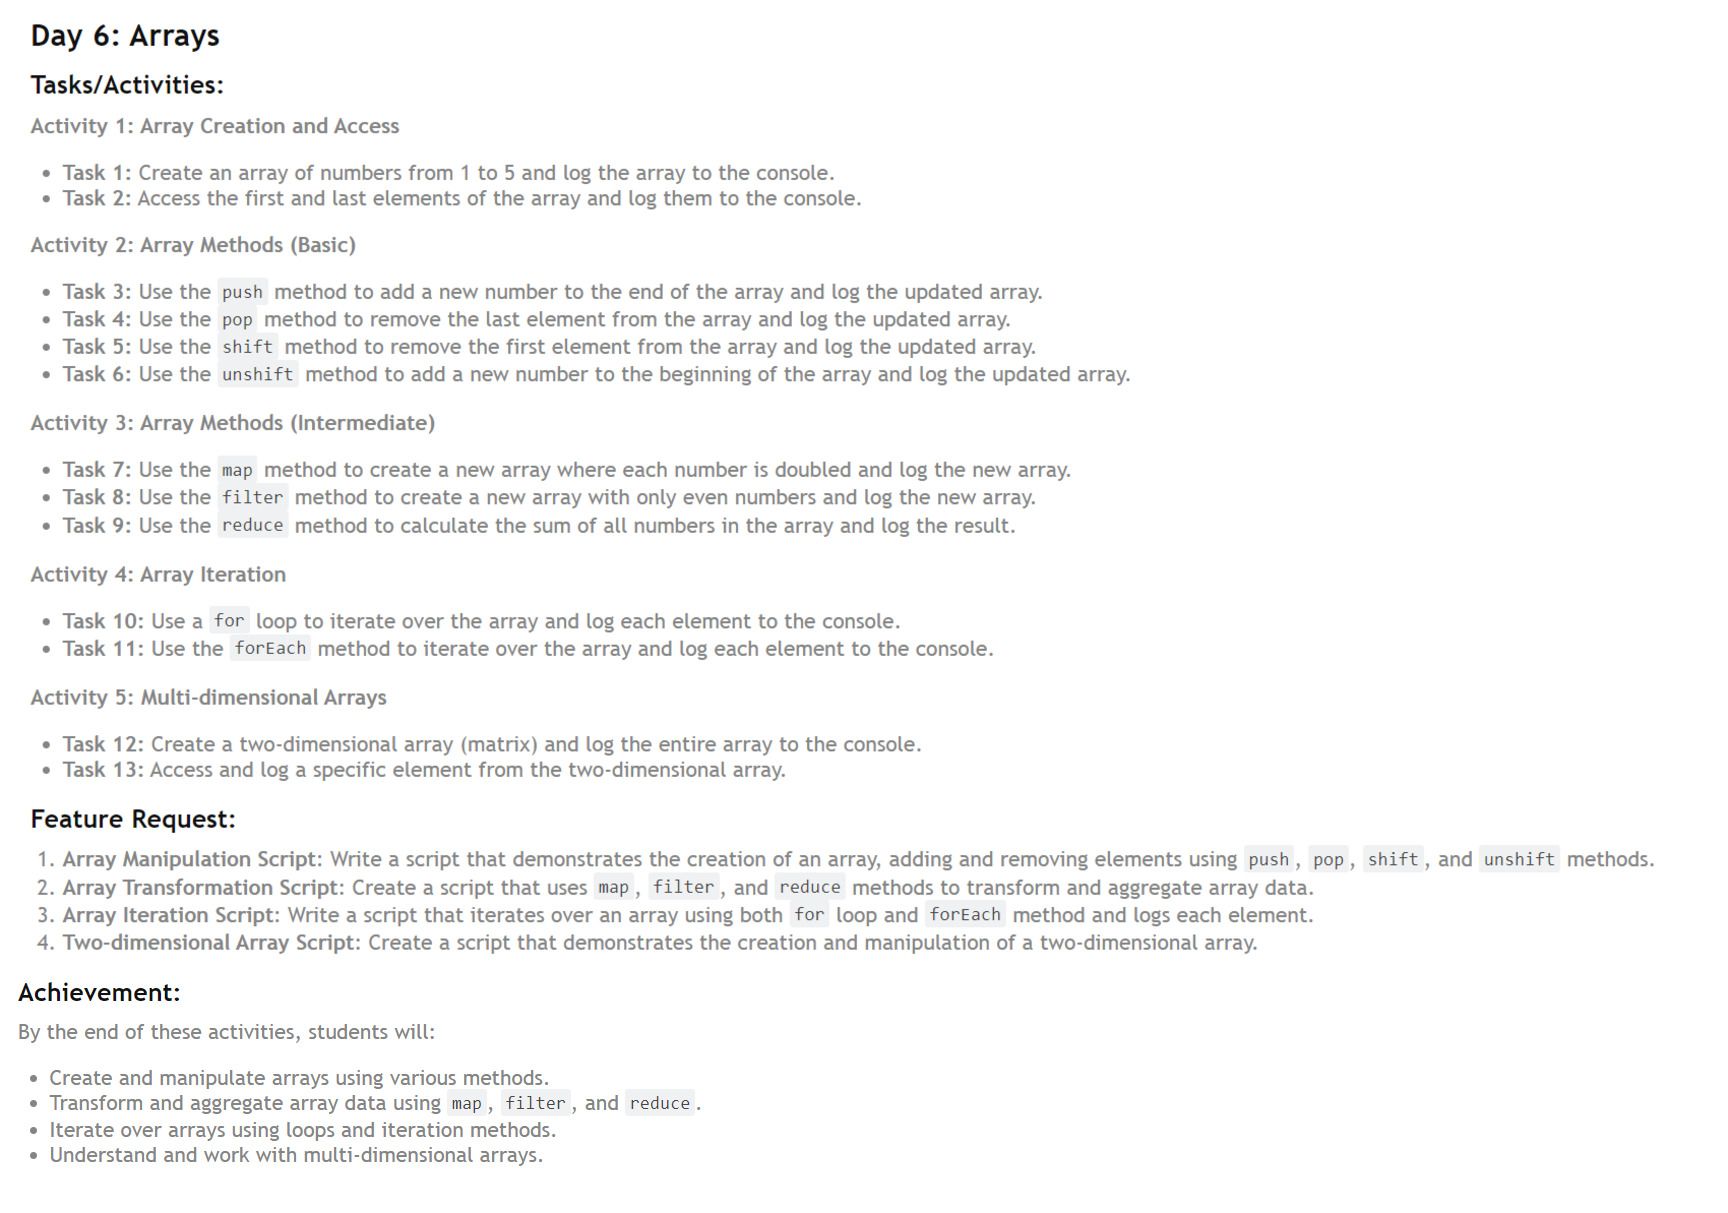 Day 6: Arrays
Tasks/Activities:
Activity 1: Array Creation and Access
• Task 1: Create an array of numbers from 1 to 5 and log the array to the console.
• Task 2: Access the first and last elements of the array and log them to the console.
Activity 2: Array Methods (Basic)
• Task 3: Use the push method to add a new number to the end of the array and log the updated array.
• Task 4: Use the pop method to remove the last element from the array and log the updated array.
• Task 5: Use the shift method to remove the first element from the array and log the updated array.
• Task 6: Use the unshift method to add a new number to the beginning of the array and log the updated array.
Activity 3: Array Methods (Intermediate)
• Task 7: Use the map method to create a new array where each number is doubled and log the new array.
• Task 8: Use the filter method to create a new array with only even numbers and log the new array.
• Task 9: Use the reduce method to calculate the sum of all numbers in the array and log the result.
Activity 4: Array Iteration
• Task 10: Use a for loop to iterate over the array and log each element to the console.
• Task 11: Use the forEach method to iterate over the array and log each element to the console.
Activity 5: Multi-dimensional Arrays
• Task 12: Create a two-dimensional array (matrix) and log the entire array to the console.
• Task 13: Access and log a specific element from the two-dimensional array.
Feature Request:
1. Array Manipulation Script: Write a script that demonstrates the creation of an array, adding and removing elements using push, pop, shift, and unshift methods.
2. Array Transformation Script: Create a script that uses map, filter, and reduce methods to transform and aggregate array data.
3. Array Iteration Script: Write a script that iterates over an array using both for loop and forEach method and logs each element.
4. Two-dimensional Array Script: Create a script that demonstrates the creation and manipulation of a two-dimensional array.
Achievement:
By the end of these activities, students will:
• Create and manipulate arrays using various methods.
• Transform and aggregate array data using map, filter, and reduce.
• Iterate over arrays using loops and iteration methods.
• Understand and work with multi-dimensional arrays.